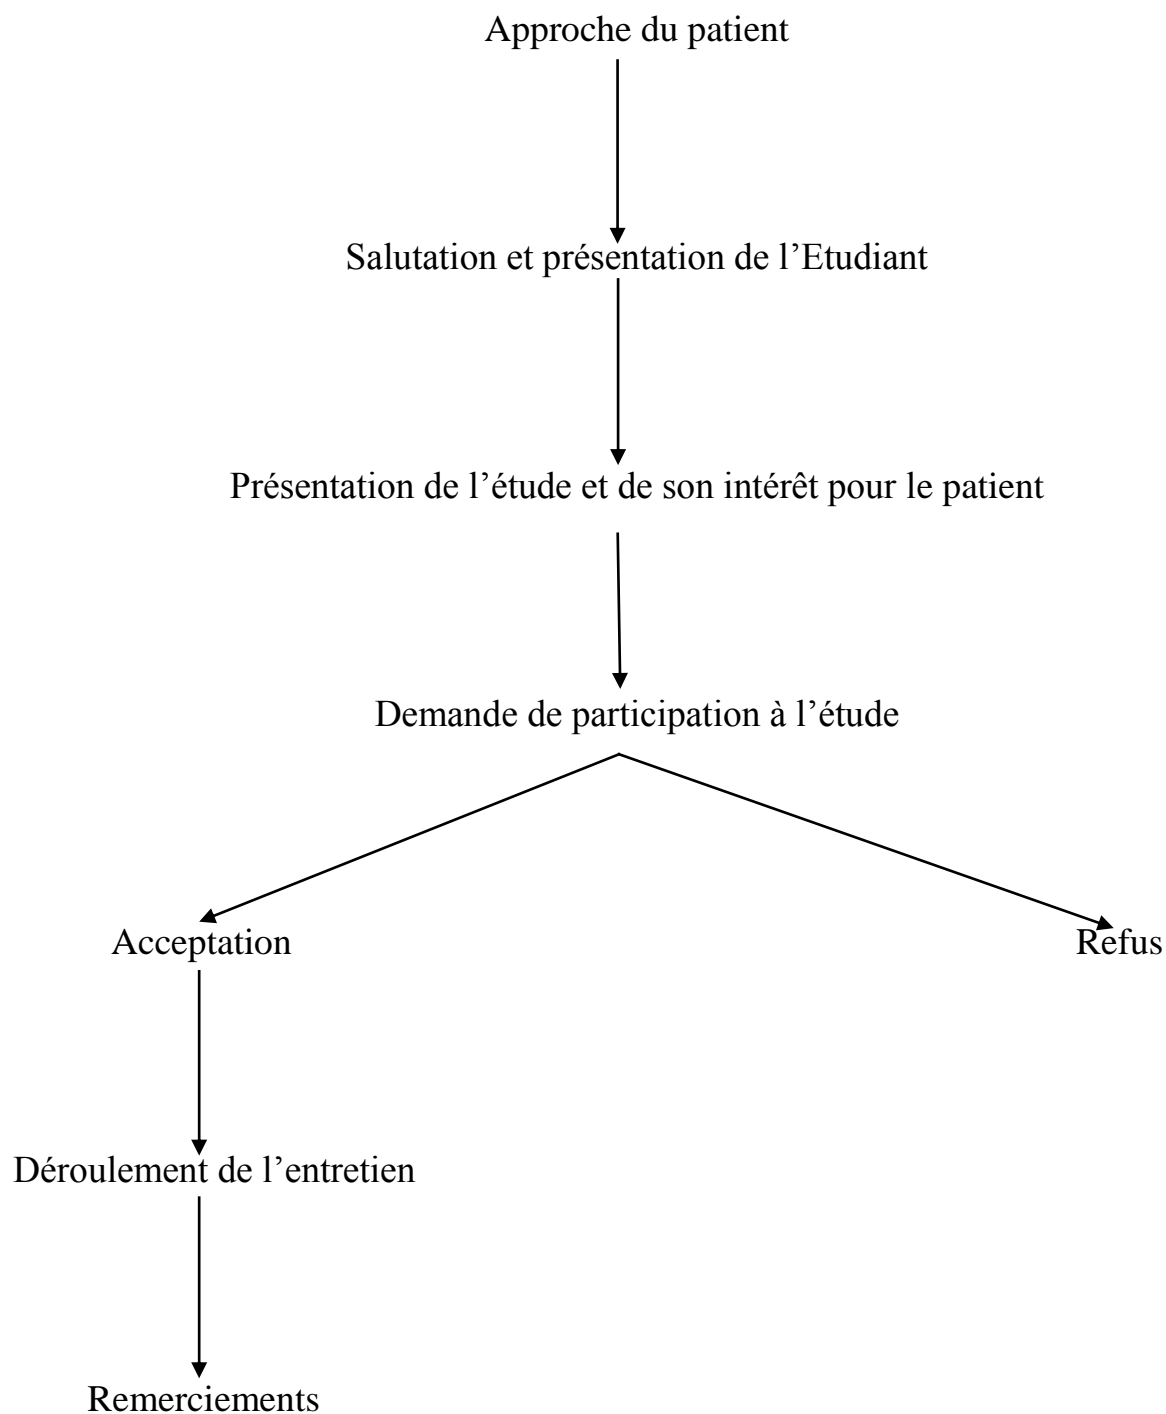 Approche du patient
Salutation et présentation de l’Etudiant
Présentation de l’étude et de son intérêt pour le patient
Demande de participation à l’étude
Acceptation
Refus
Déroulement de l’entretien
Remerciements